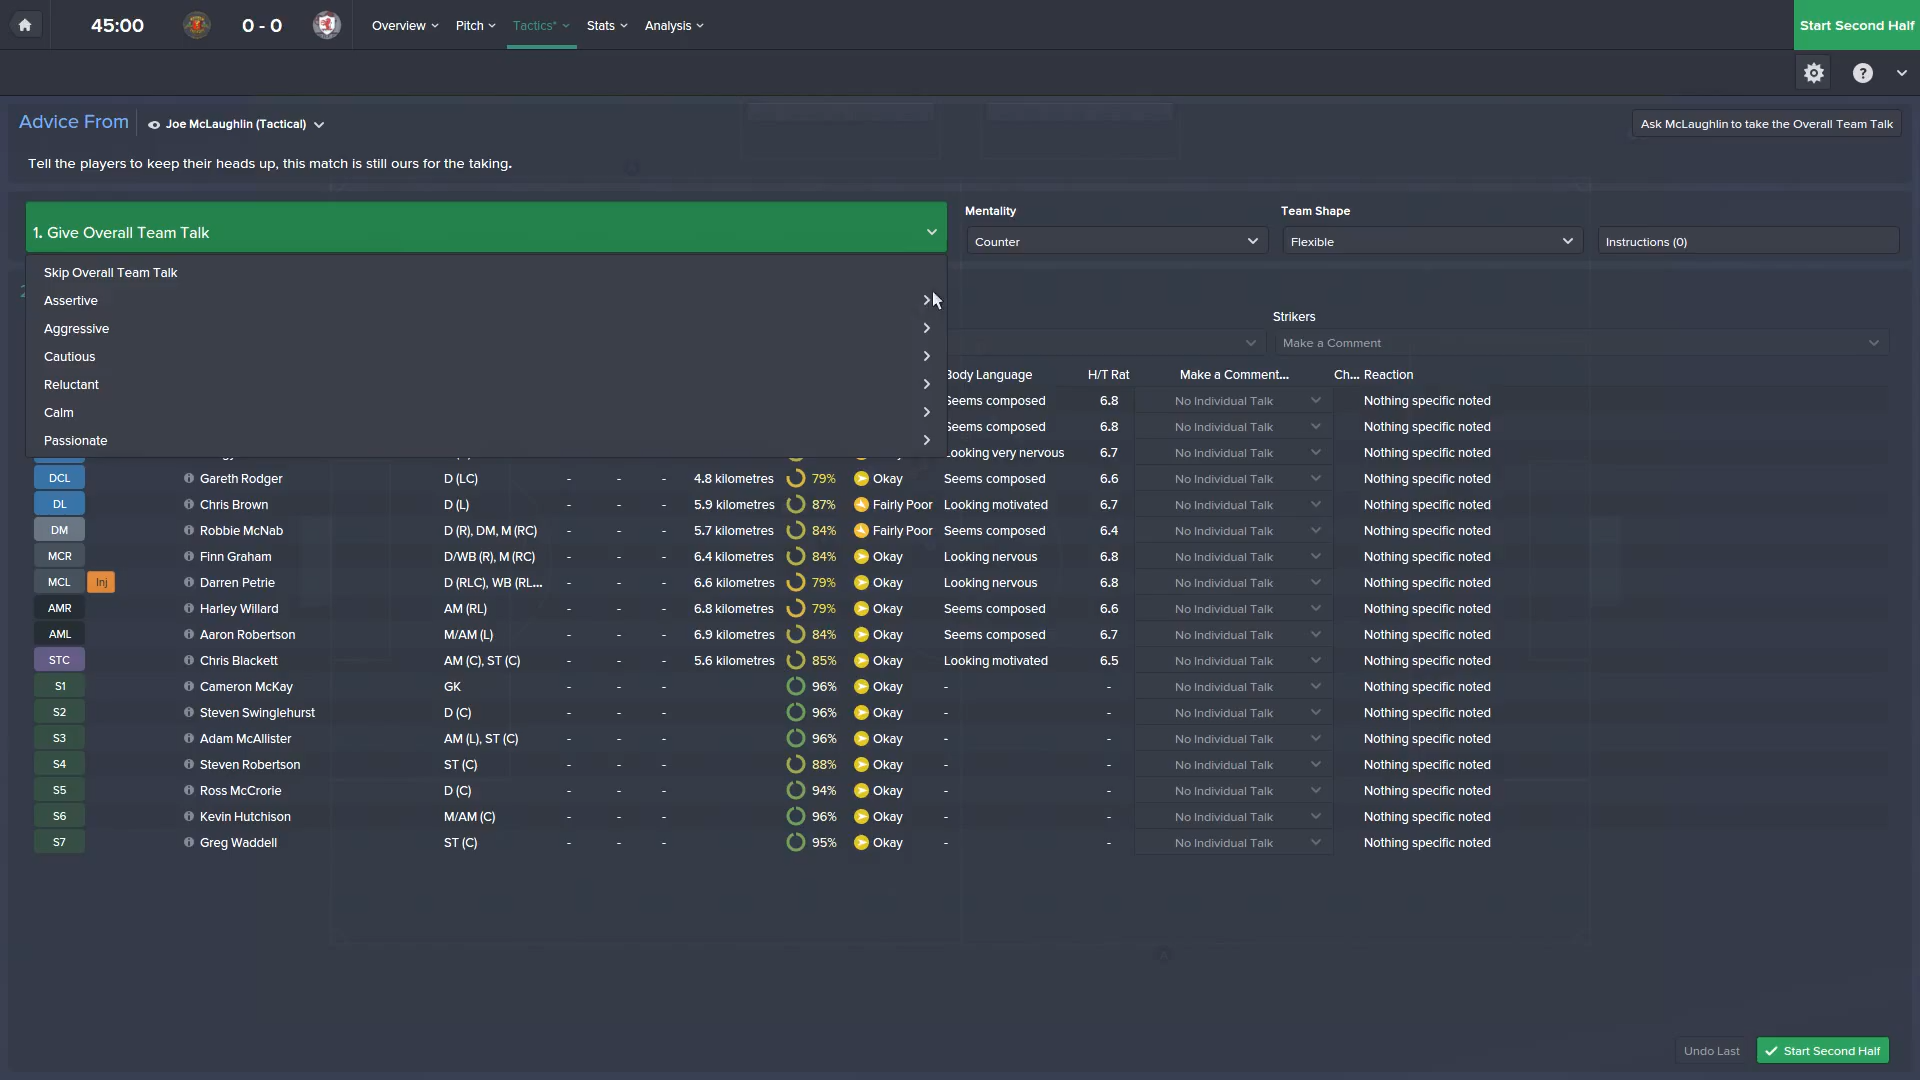 45:00 0 - 0 Overview Pitch Tactics* Stats Analysis Start Second Half
?
Advice From Joe McLaughlin (Tactical) Ask McLaughlin to take the Overall Team Talk
Tell the players to keep their heads up, this match is still ours for the taking.
Mentality Team Shape
1. Give Overall Team Talk Counter Flexible Instructions (0)
Skip Overall Team Talk
Assertive
Strikers
Aggressive
Make a Comment
Cautious
Reluctant
Calm
Passionate
Body Language H/T Rat Make a Comment... Ch... Reaction
Seems composed 6.8 No Individual Talk Nothing specific noted
Seems composed 6.8 No Individual Talk Nothing specific noted
Looking very nervous 6.7 No Individual Talk Nothing specific noted
DCL Gareth Rodger D (LC) - - - 4.8 kilometres 79% Okay Seems composed 6.6 No Individual Talk Nothing specific noted
DL Chris Brown D (L) - - - 5.9 kilometres 87% Fairly Poor Looking motivated 6.7 No Individual Talk Nothing specific noted
DM Robbie McNab D (R), DM, M (RC) - - - 5.7 kilometres 84% Fairly Poor Seems composed 6.4 No Individual Talk Nothing specific noted
MCR Finn Graham D/WB (R), M (RC) - - - 6.4 kilometres 84% Okay Looking nervous 6.8 No Individual Talk Nothing specific noted
MCL Inj Darren Petrie D (RLC), WB (RL... - - - 6.6 kilometres 79% Okay Looking nervous 6.8 No Individual Talk Nothing specific noted
AMR Harley Willard AM (RL) - - - 6.8 kilometres 79% Okay Seems composed 6.6 No Individual Talk Nothing specific noted
AML Aaron Robertson M/AM (L) - - - 6.9 kilometres 84% Okay Seems composed 6.7 No Individual Talk Nothing specific noted
STC Chris Blackett AM (C), ST (C) - - - 5.6 kilometres 85% Okay Looking motivated 6.5 No Individual Talk Nothing specific noted
S1 Cameron McKay GK - - - 96% Okay - - No Individual Talk Nothing specific noted
S2 Steven Swinglehurst D (C) - - - 96% Okay - - No Individual Talk Nothing specific noted
S3 Adam McAllister AM (L), ST (C) - - - 96% Okay - - No Individual Talk Nothing specific noted
S4 Steven Robertson ST (C) - - - 88% Okay - - No Individual Talk Nothing specific noted
S5 Ross McCrorie D (C) - - - 94% Okay - - No Individual Talk Nothing specific noted
S6 Kevin Hutchison M/AM (C) - - - 96% Okay - - No Individual Talk Nothing specific noted
S7 Greg Waddell ST (C) - - - 95% Okay - - No Individual Talk Nothing specific noted
Undo Last Start Second Half